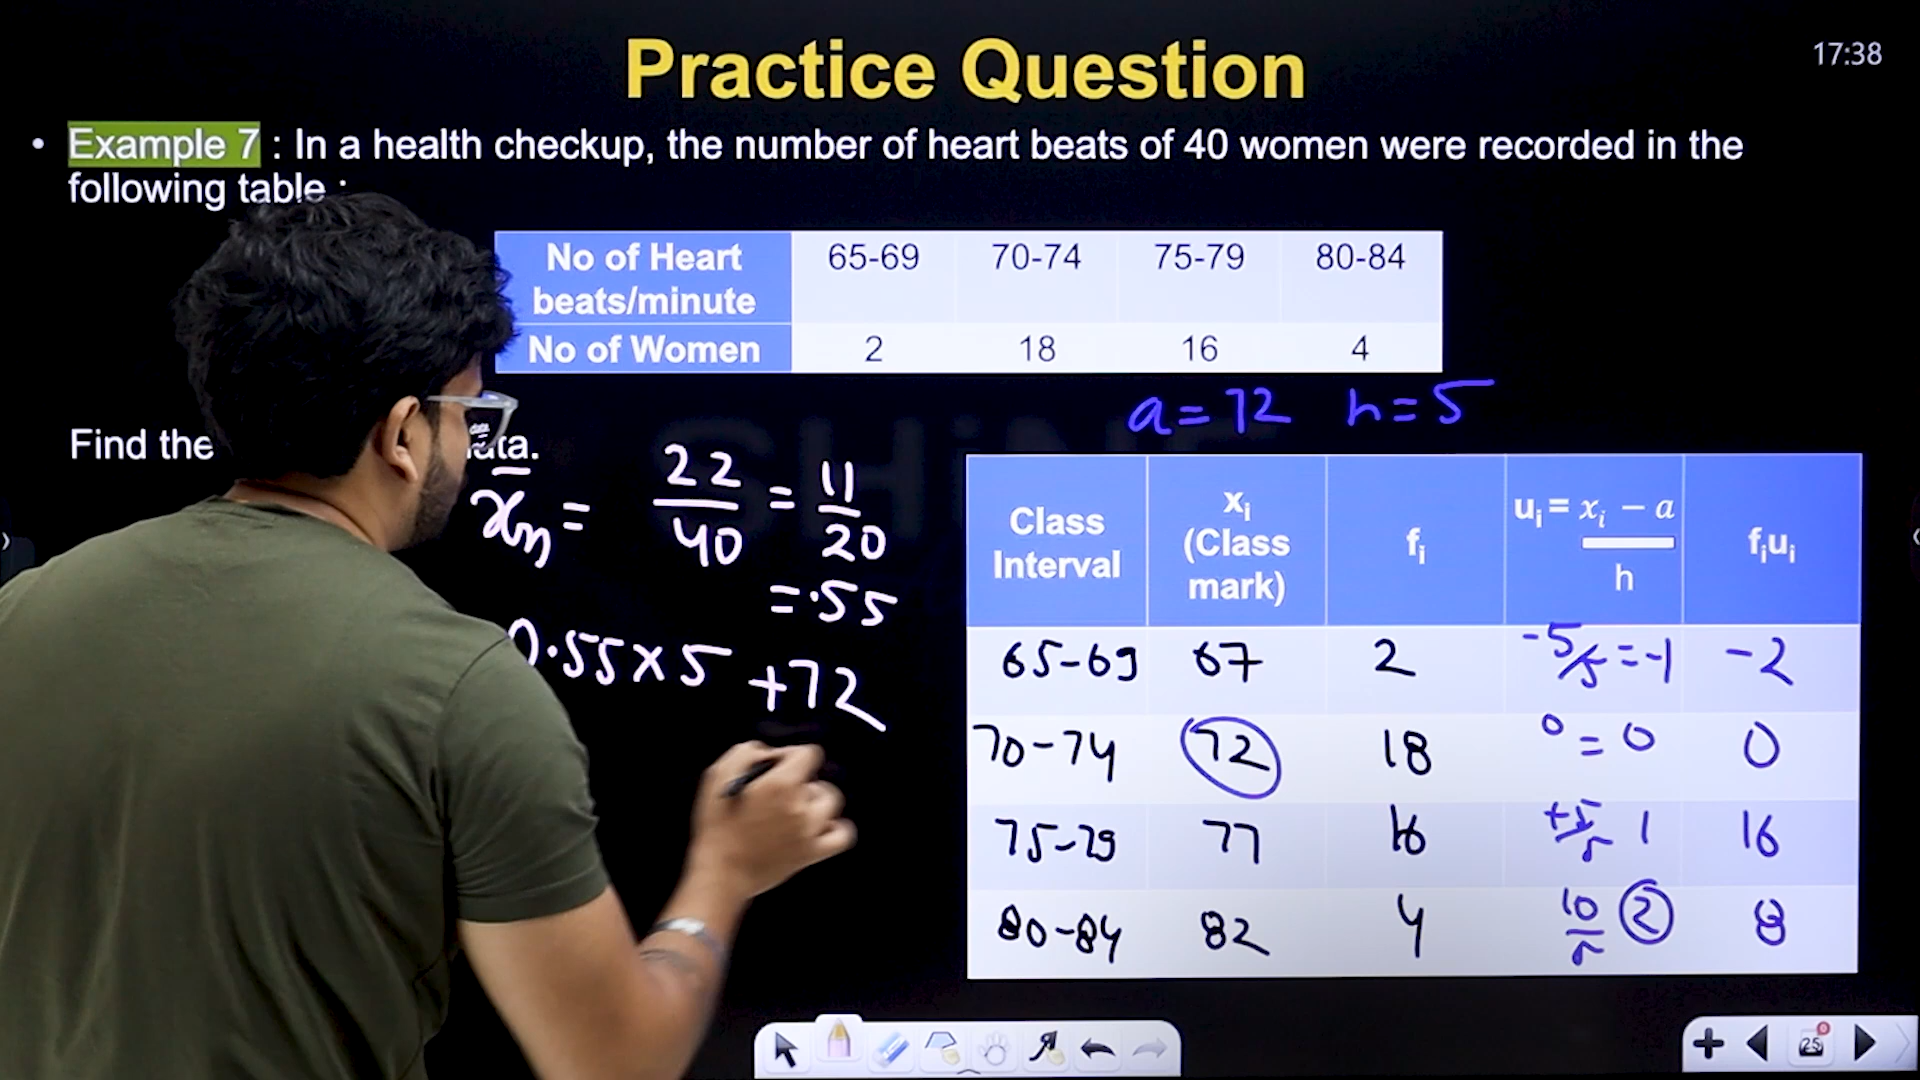 Practice Question
17:38
• Example 7 : In a health checkup, the number of heart beats of 40 women were recorded in the
following table :
No of Heart beats/minute 65-69 70-74 75-79 80-84
No of Women 2 18 16 4
a = 72 h = 5
Find the data.
x̄ = 22/40 = 11/20
= .55
0.55 × 5 + 72
Class Interval xᵢ (Class mark) fᵢ uᵢ = xᵢ − a / h fᵢuᵢ
65-69 67 2 -5/5 = -1 -2
70-74 72 18 0 = 0 0
75-79 77 16 +5/5 1 16
80-84 82 4 10/5 2 8
25